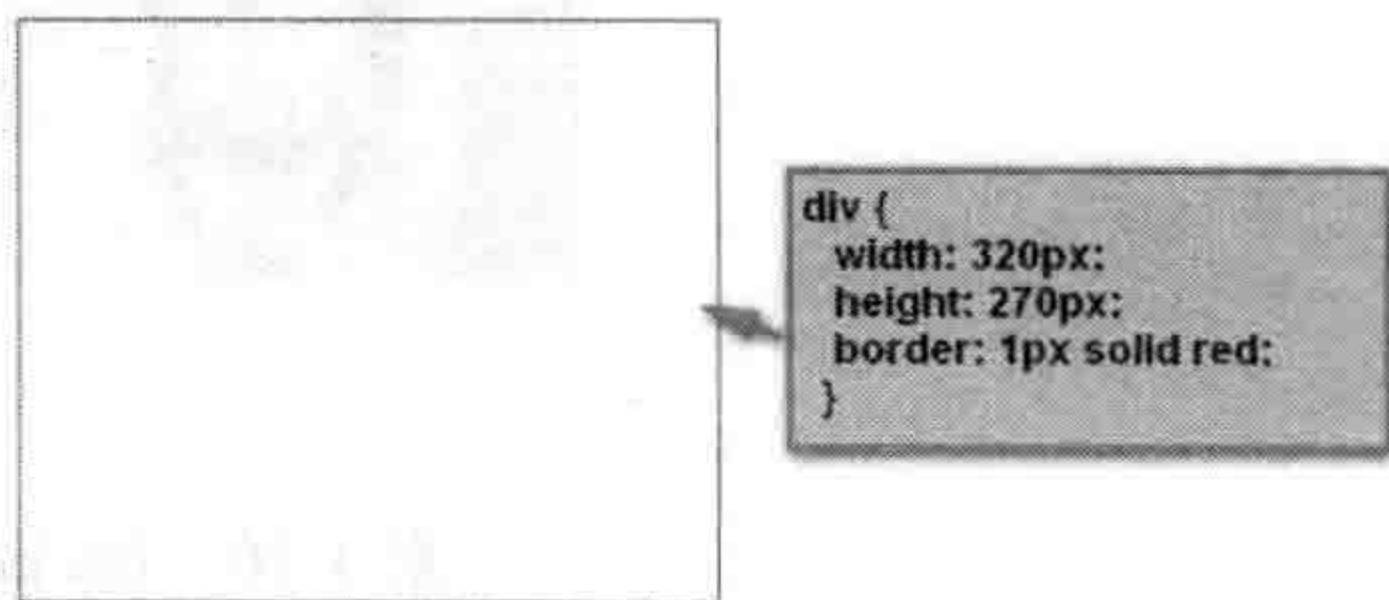 div {
width: 320px:
height: 270px:
border: 1px solid red:
}